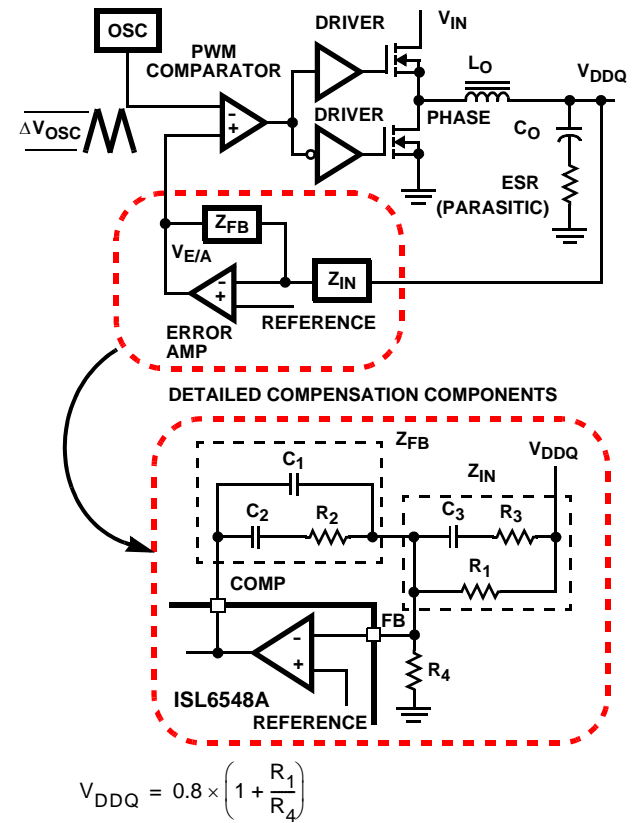 OSC
PWM
COMPARATOR
DRIVER
V_IN
DRIVER
PHASE
L_O
V_DDQ
C_O
ESR
(PARASITIC)
ΔV_OSC
-
+
Z_FB
V_E/A
-
+
Z_IN
REFERENCE
ERROR
AMP
DETAILED COMPENSATION COMPONENTS
Z_FB
V_DDQ
Z_IN
C_1
C_2
R_2
C_3
R_3
R_1
COMP
FB
-
+
R_4
ISL6548A
REFERENCE
V_DDQ = 0.8 × (1 + R_1/R_4)